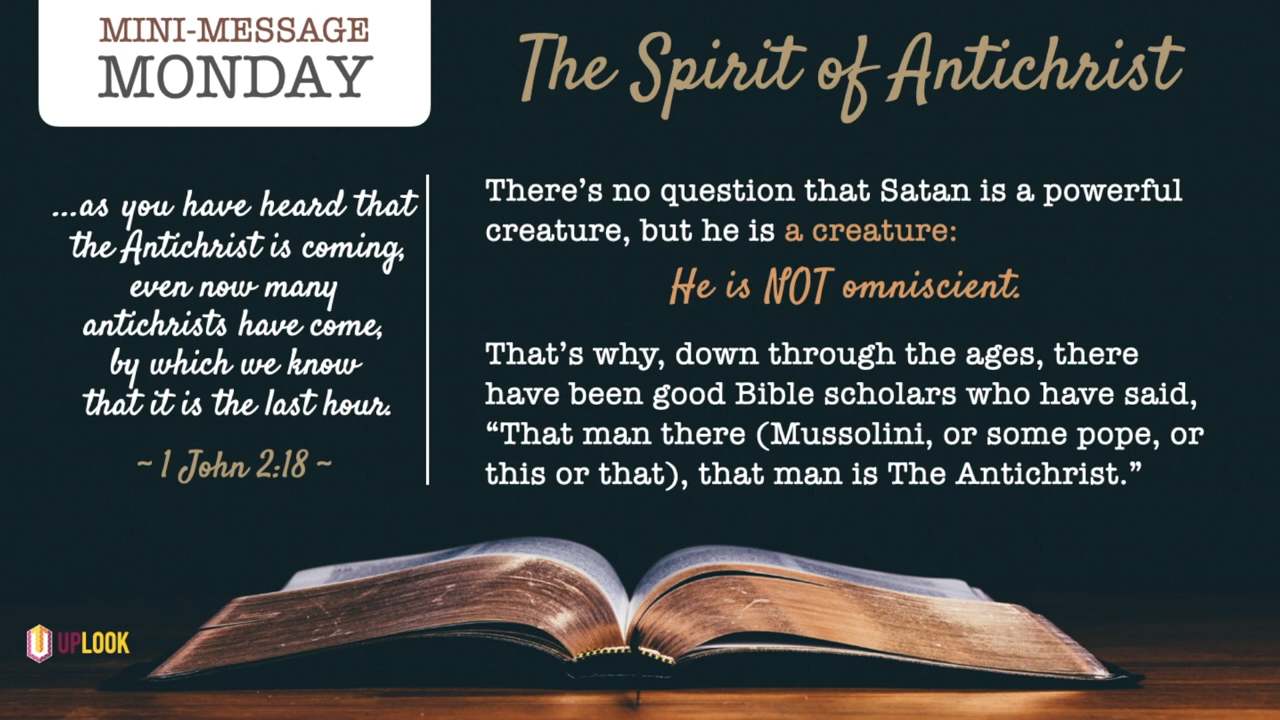 MINI-MESSAGE
MONDAY
The Spirit of Antichrist
...as you have heard that
the Antichrist is coming,
even now many
antichrists have come,
by which we know
that it is the last hour.
~ 1 John 2:18 ~
There’s no question that Satan is a powerful
creature, but he is a creature:
He is NOT omniscient.
That’s why, down through the ages, there
have been good Bible scholars who have said,
“That man there (Mussolini, or some pope, or
this or that), that man is The Antichrist.”
UPLOOK